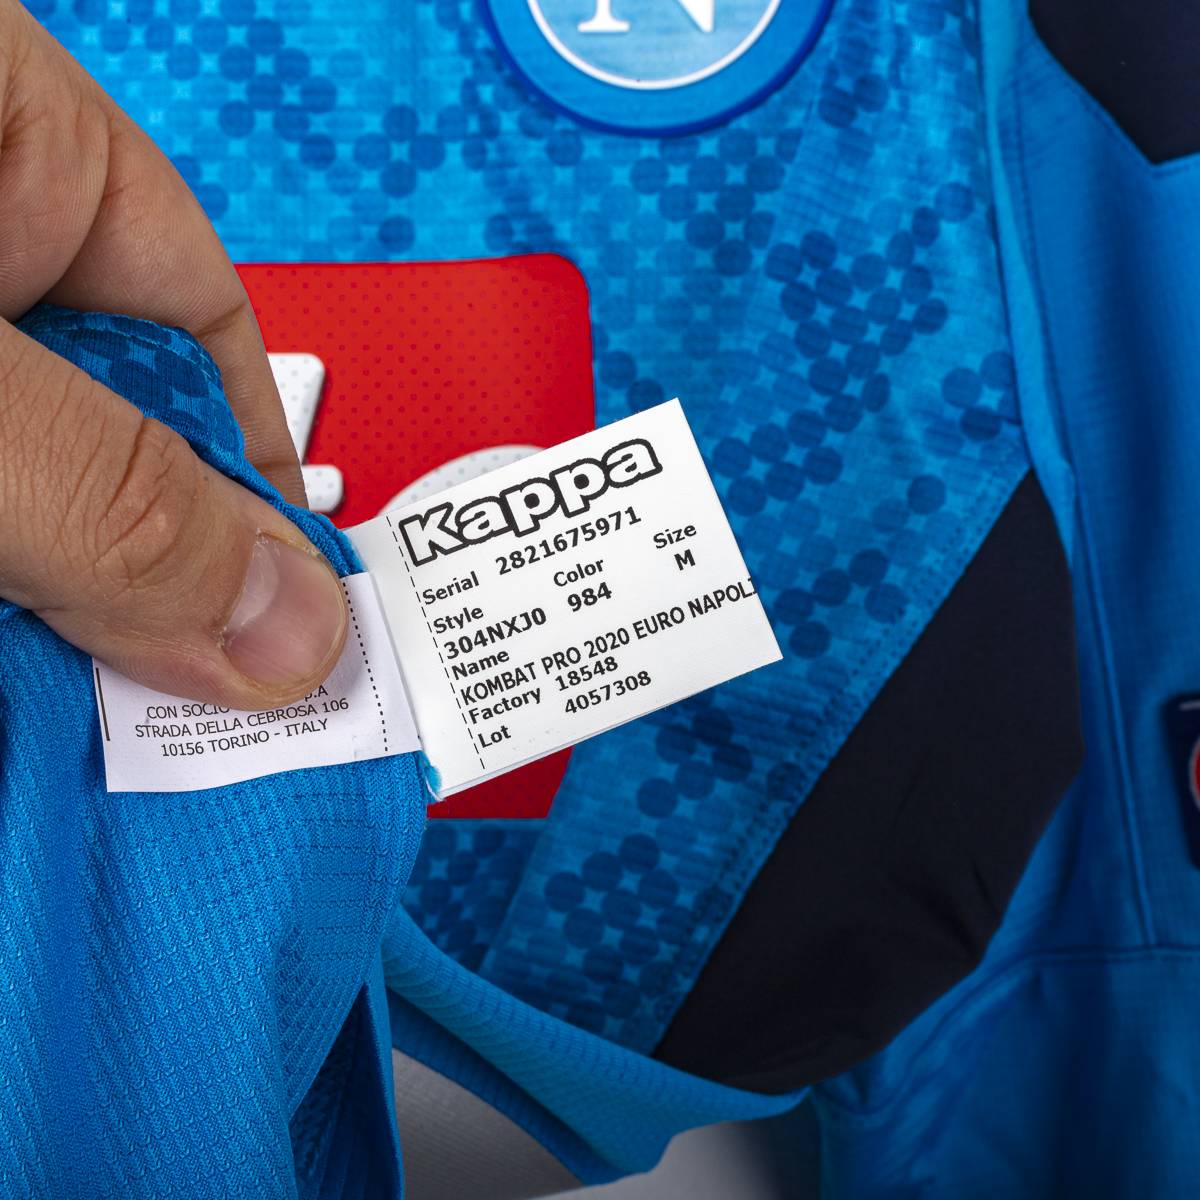 N
Kappa
Serial 2821675971
Style Color Size
304NXJ0 984 M
Name
KOMBAT PRO 2020 EURO NAPOLI
Factory 18548
Lot 4057308
CON SOCIO
STRADA DELLA CEBROSA 106
10156 TORINO - ITALY